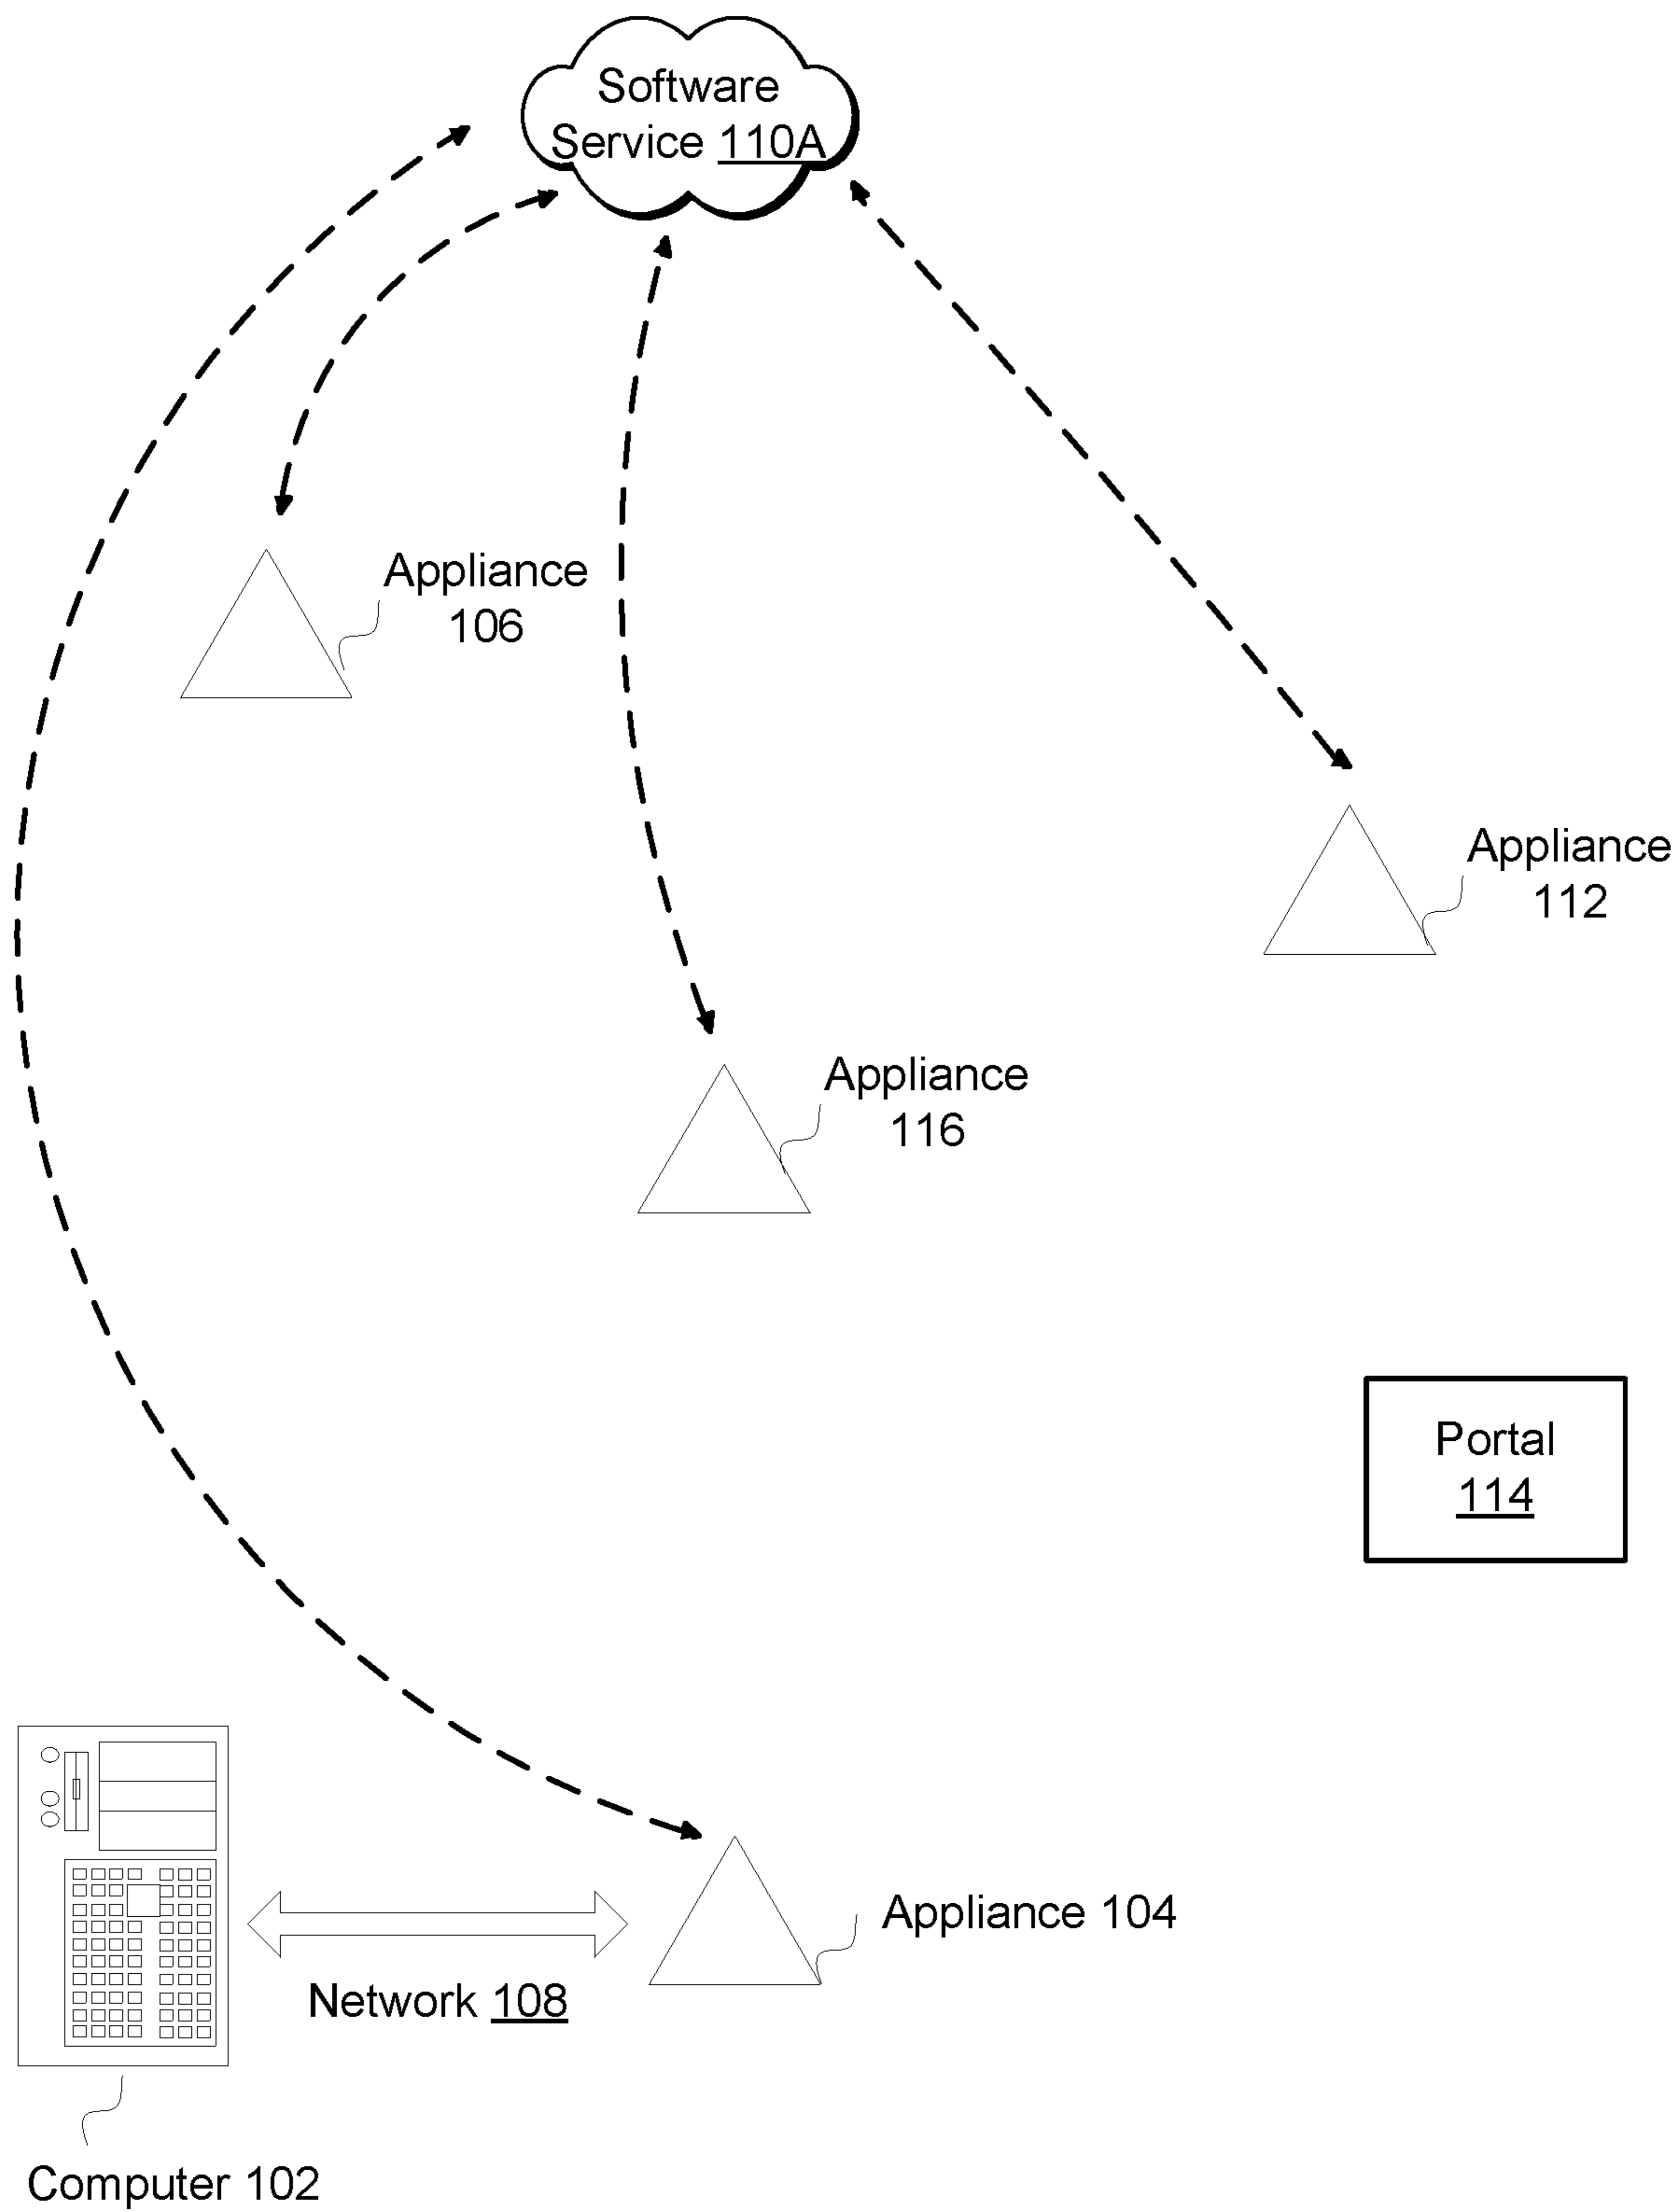 Software
Service 110A
Appliance
106
Appliance
112
Appliance
116
Portal
114
Appliance 104
Network 108
Computer 102